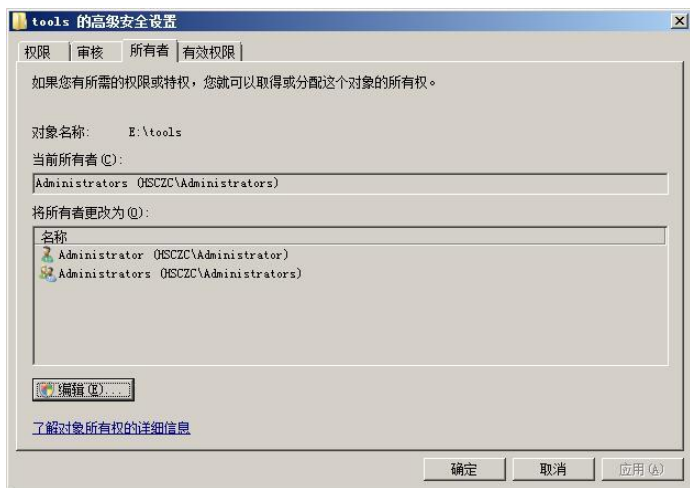 tools 的高级安全设置
权限 审核 所有者 有效权限
如果您有所需的权限或特权，您就可以取得或分配这个对象的所有权。
对象名称: E:\tools
当前所有者(C):
Administrators (HSCZC\Administrators)
将所有者更改为(O):
名称
Administrator (HSCZC\Administrator)
Administrators (HSCZC\Administrators)
编辑(E)...
了解对象所有权的详细信息
确定 取消 应用(A)